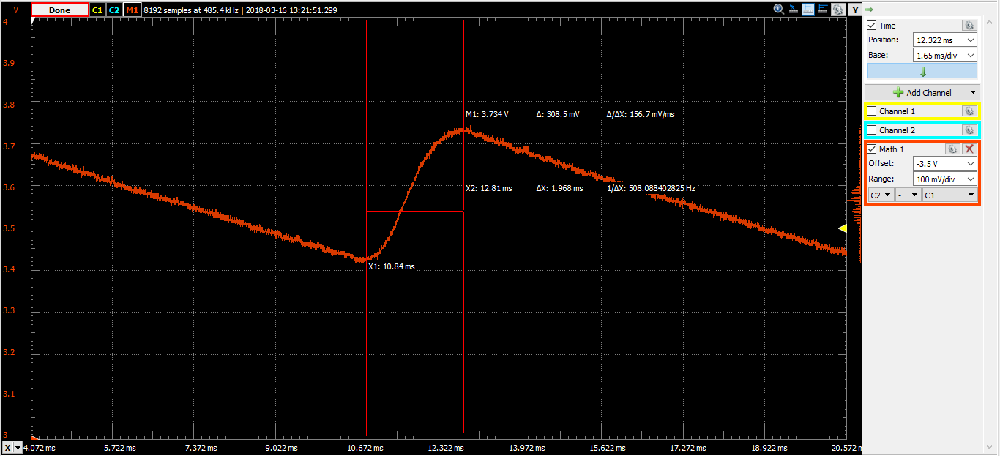 V Done C1 C2 M1 8192 samples at 485.4 kHz | 2018-03-16 13:21:51.299 Y
4
3.9
3.8
3.7
3.6
3.5
3.4
3.3
3.2
3.1
3
M1: 3.734 V Δ: 308.5 mV Δ/ΔX: 156.7 mV/ms
X2: 12.81 ms ΔX: 1.968 ms 1/ΔX: 508.088402825 Hz
X1: 10.84 ms
X 4.072 ms 5.722 ms 7.372 ms 9.022 ms 10.672 ms 12.322 ms 13.972 ms 15.622 ms 17.272 ms 18.922 ms 20.572 m
Time
Position: 12.322 ms
Base: 1.65 ms/div
Add Channel
Channel 1
Channel 2
Math 1
Offset: -3.5 V
Range: 100 mV/div
C2 - C1